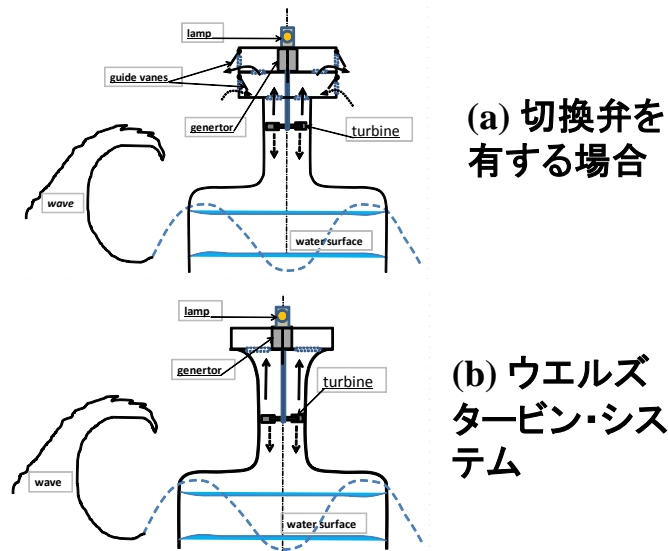 lamp
guide vanes
genertor
turbine
wave
water surface
(a) 切換弁を
有する場合
lamp
genertor
turbine
wave
water surface
(b) ウエルズ
タービン・シス
テム